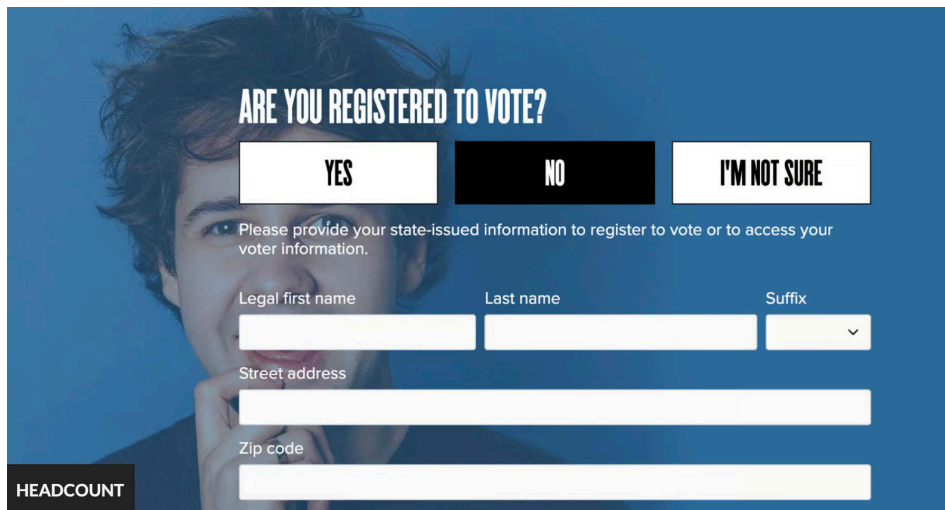 ARE YOU REGISTERED TO VOTE?
YES
NO
I'M NOT SURE
Please provide your state-issued information to register to vote or to access your
voter information.
Legal first name
Last name
Suffix
Street address
Zip code
HEADCOUNT